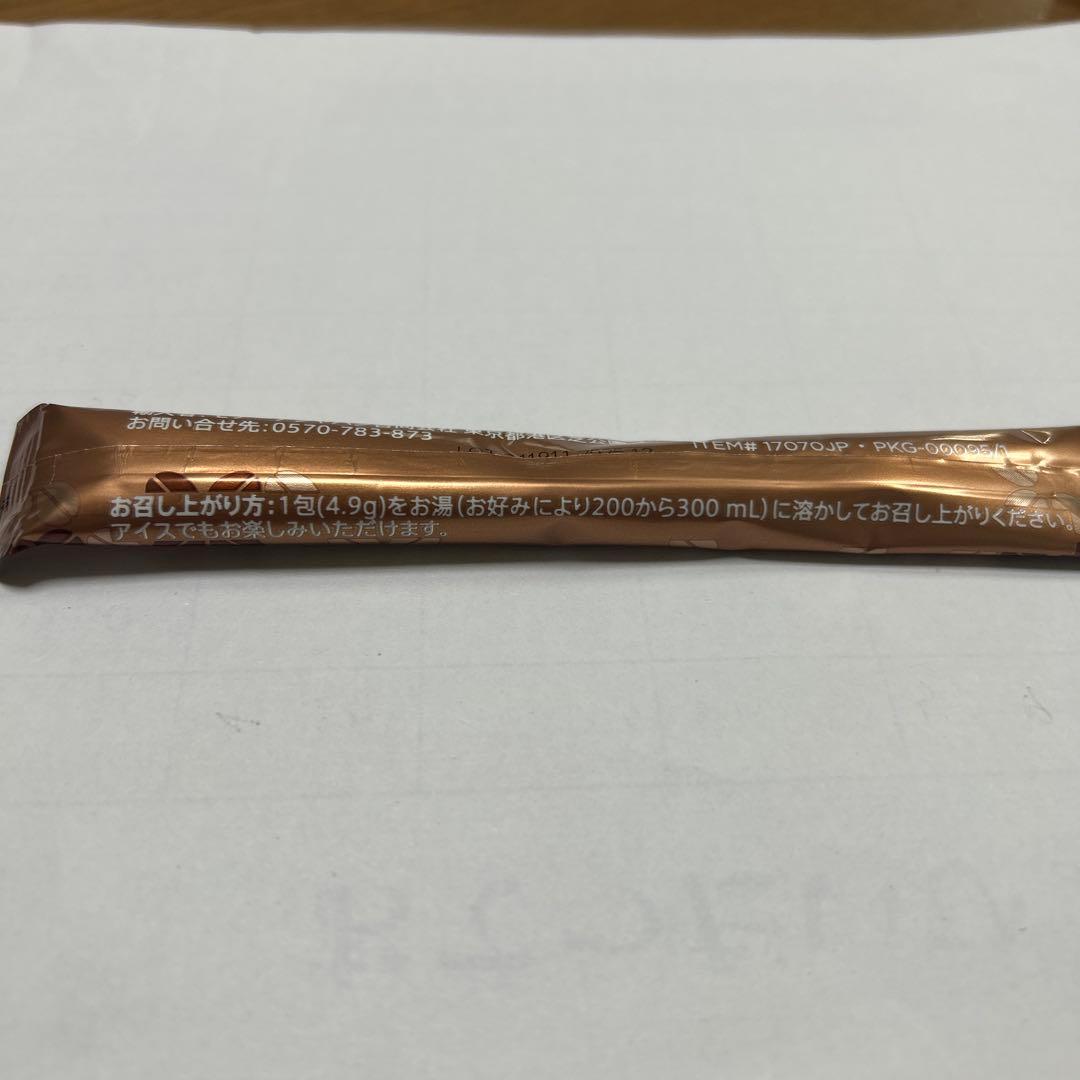 お問い合せ先：0570-783-873
ITEM# 17070JP・PKG-00095/1
お召し上がり方：1包(4.9g)をお湯(お好みにより200から300 mL)に溶かしてお召し上がりください。
アイスでもお楽しみいただけます。